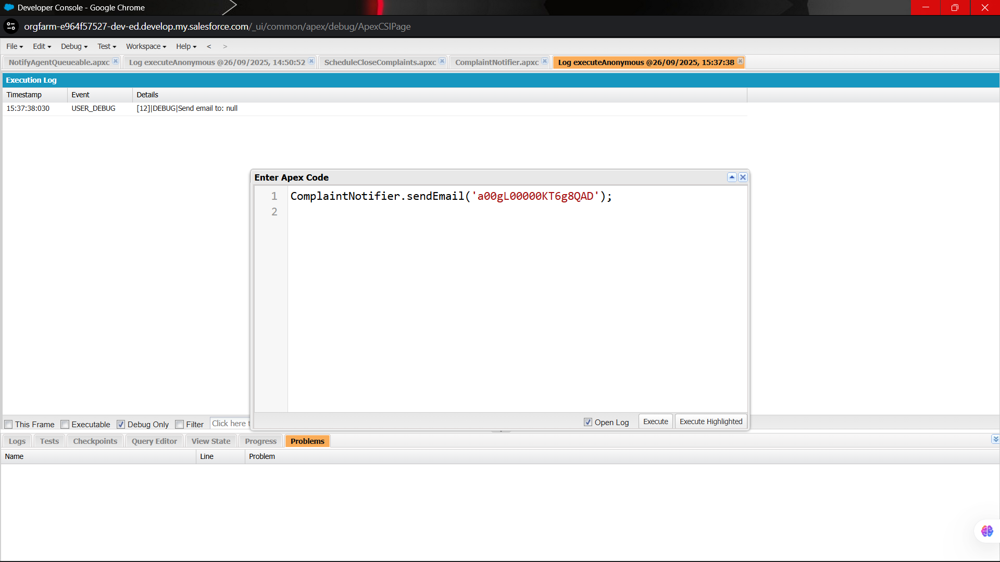 Developer Console - Google Chrome
orgfarm-e964f57527-dev-ed.develop.my.salesforce.com/_ui/common/apex/debug/ApexCSIPage
File Edit Debug Test Workspace Help < >
NotifyAgentQueueable.apxc Log executeAnonymous @26/09/2025, 14:50:52 ScheduleCloseComplaints.apxc ComplaintNotifier.apxc Log executeAnonymous @26/09/2025, 15:37:38
Execution Log
Timestamp Event Details
15:37:38:030 USER_DEBUG [12]|DEBUG|Send email to: null
Enter Apex Code
1 ComplaintNotifier.sendEmail('a00gL00000KT6g8QAD');
2
This Frame Executable Debug Only Filter Click here t
Open Log Execute Execute Highlighted
Logs Tests Checkpoints Query Editor View State Progress Problems
Name Line Problem